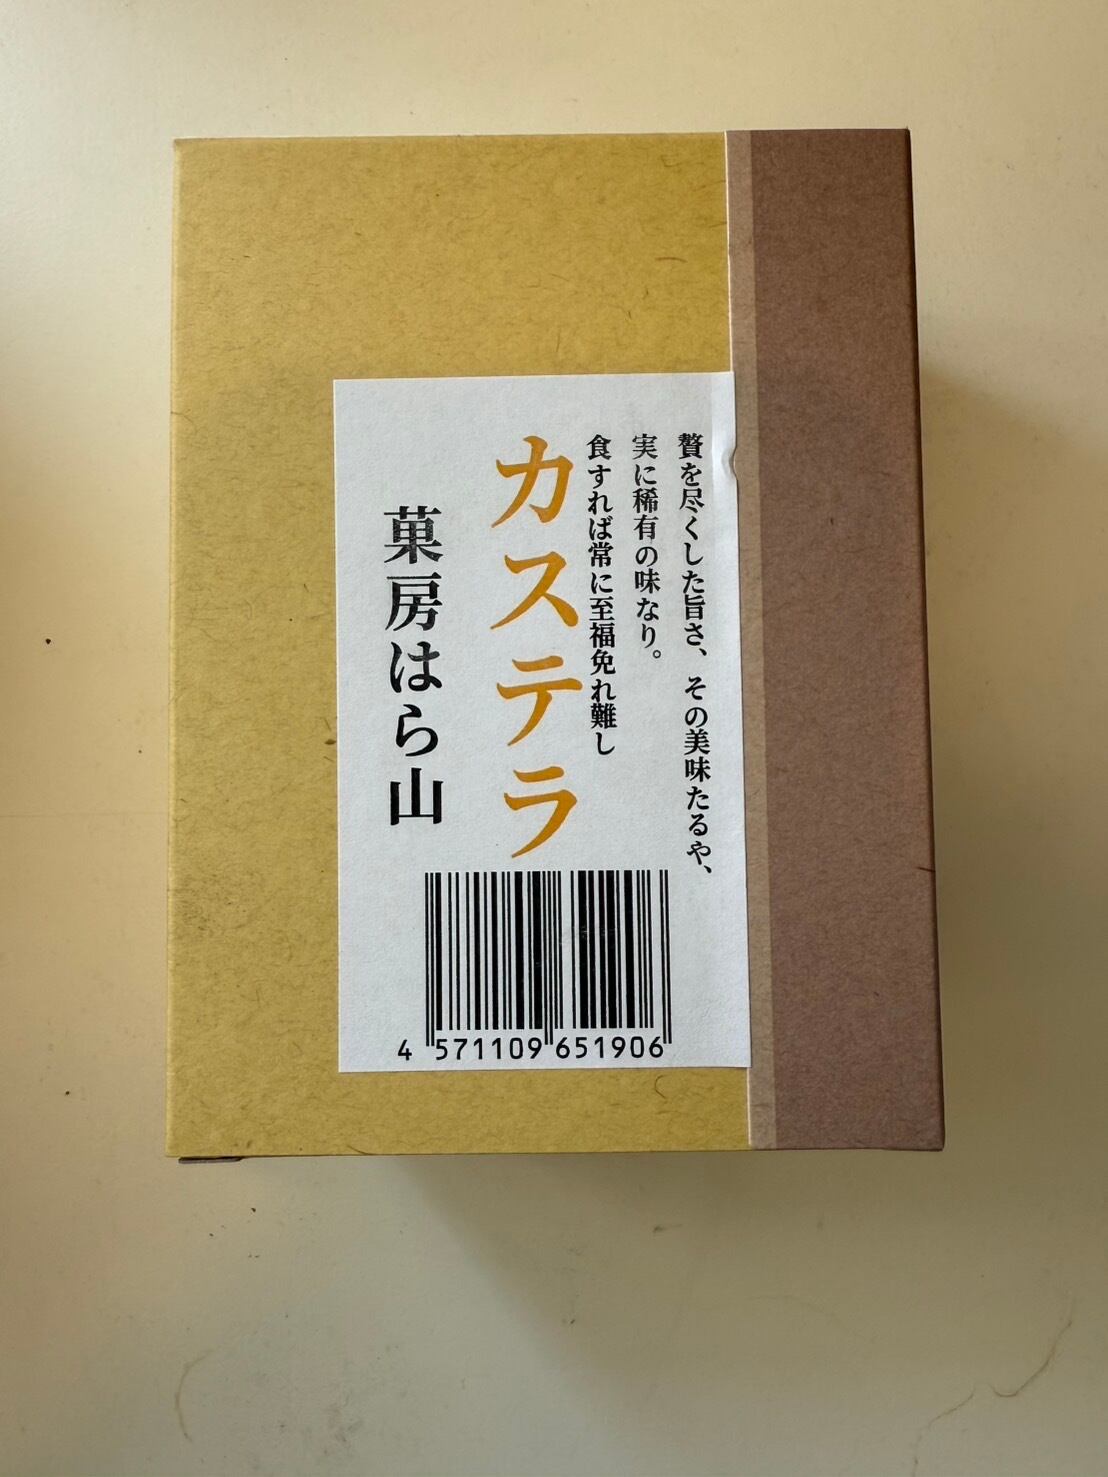 贅を尽くした旨さ、その美味たるや、
実に稀有の味なり。
食すれば常に至福免れ難し
カステラ
菓房はら山
4 571109 651906